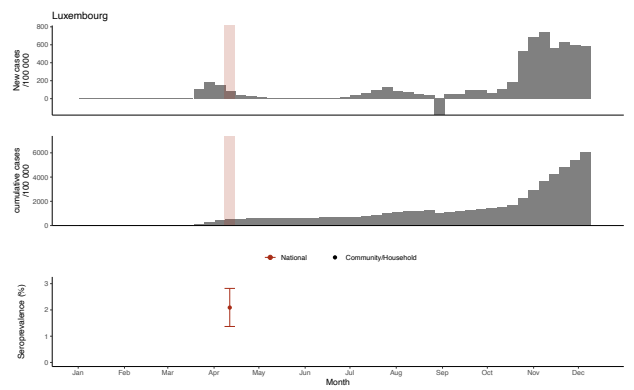 Luxembourg
New cases
/100 000
800
600
400
200
0
cumulative cases
/100 000
6000
4000
2000
0
National
Community/Household
Seroprevalence (%)
3
2
1
0
Jan Feb Mar Apr May Jun Jul Aug Sep Oct Nov Dec
Month